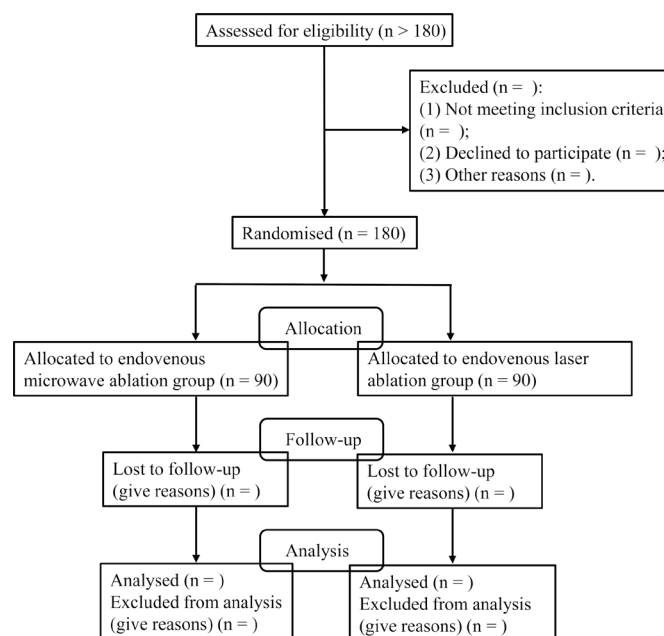 Assessed for eligibility (n > 180)
Excluded (n =  ):
(1) Not meeting inclusion criteria
(n =  );
(2) Declined to participate (n =  );
(3) Other reasons (n = ).
Randomised (n = 180)
Allocation
Allocated to endovenous
microwave ablation group (n = 90)
Allocated to endovenous laser
ablation group (n = 90)
Follow-up
Lost to follow-up
(give reasons) (n = )
Lost to follow-up
(give reasons) (n = )
Analysis
Analysed (n = )
Excluded from analysis
(give reasons) (n = )
Analysed (n = )
Excluded from analysis
(give reasons) (n = )